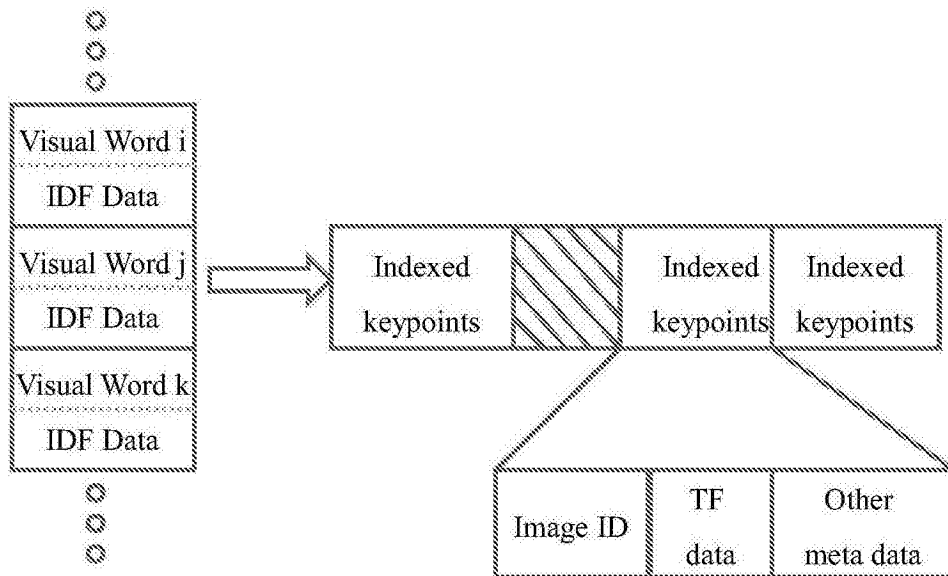 Visual Word i
IDF Data
Visual Word j
IDF Data
Visual Word k
IDF Data
Indexed
keypoints
Indexed
keypoints
Indexed
keypoints
Image ID
TF
data
Other
meta data